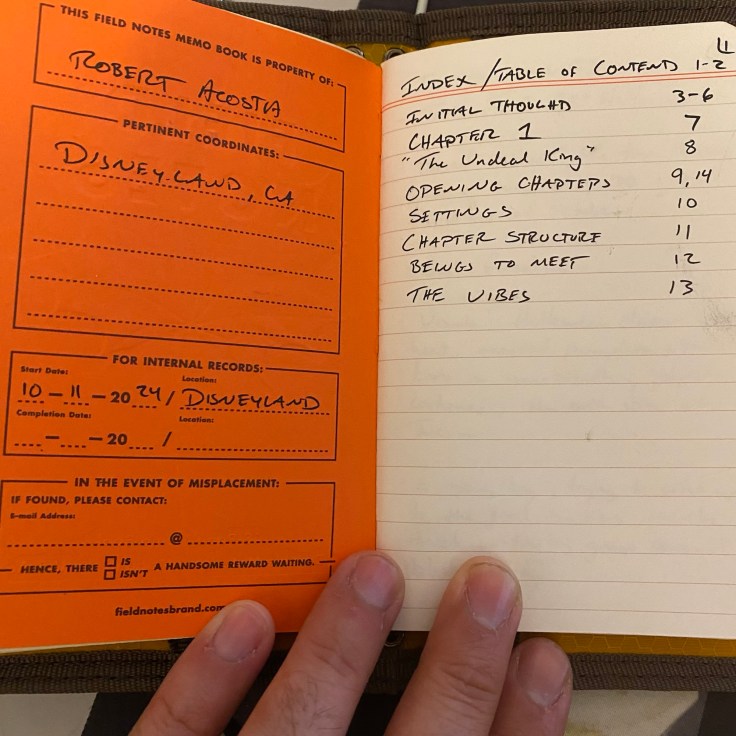 THIS FIELD NOTES MEMO BOOK IS PROPERTY OF:
ROBERT ACOSTA
PERTINENT COORDINATES:
DISNEYLAND, CA
FOR INTERNAL RECORDS:
Start Date: Location:
10-11-2024/DISNEYLAND
Completion Date: Location:
- -20 /
IN THE EVENT OF MISPLACEMENT:
IF FOUND, PLEASE CONTACT:
E-mail Address:
@
HENCE, THERE ☐ IS
☐ ISN'T A HANDSOME REWARD WAITING.
fieldnotesbrand.com
INDEX/TABLE OF CONTENTS 1-2
INITIAL THOUGHTS 3-6
CHAPTER 1 7
"The Undead King" 8
OPENING CHAPTERS 9,14
SETTINGS 10
CHAPTER STRUCTURE 11
BEINGS TO MEET 12
THE VIBES 13